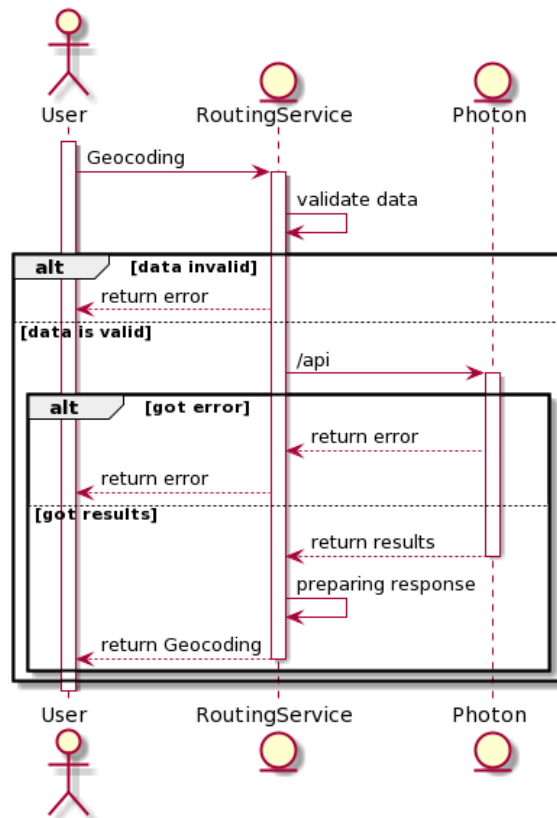 User
RoutingService
Photon
Geocoding
validate data
alt [data invalid]
return error
[data is valid]
/api
alt [got error]
return error
return error
[got results]
return results
preparing response
return Geocoding
User
RoutingService
Photon